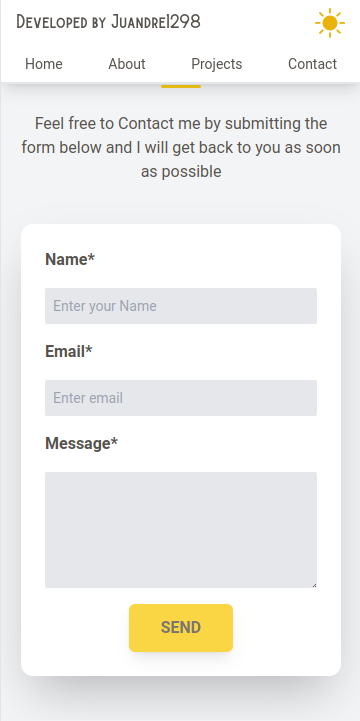 Developed by Juandre1298
Home About Projects Contact
Feel free to Contact me by submitting the
form below and I will get back to you as soon
as possible
Name*
Enter your Name
Email*
Enter email
Message*
SEND